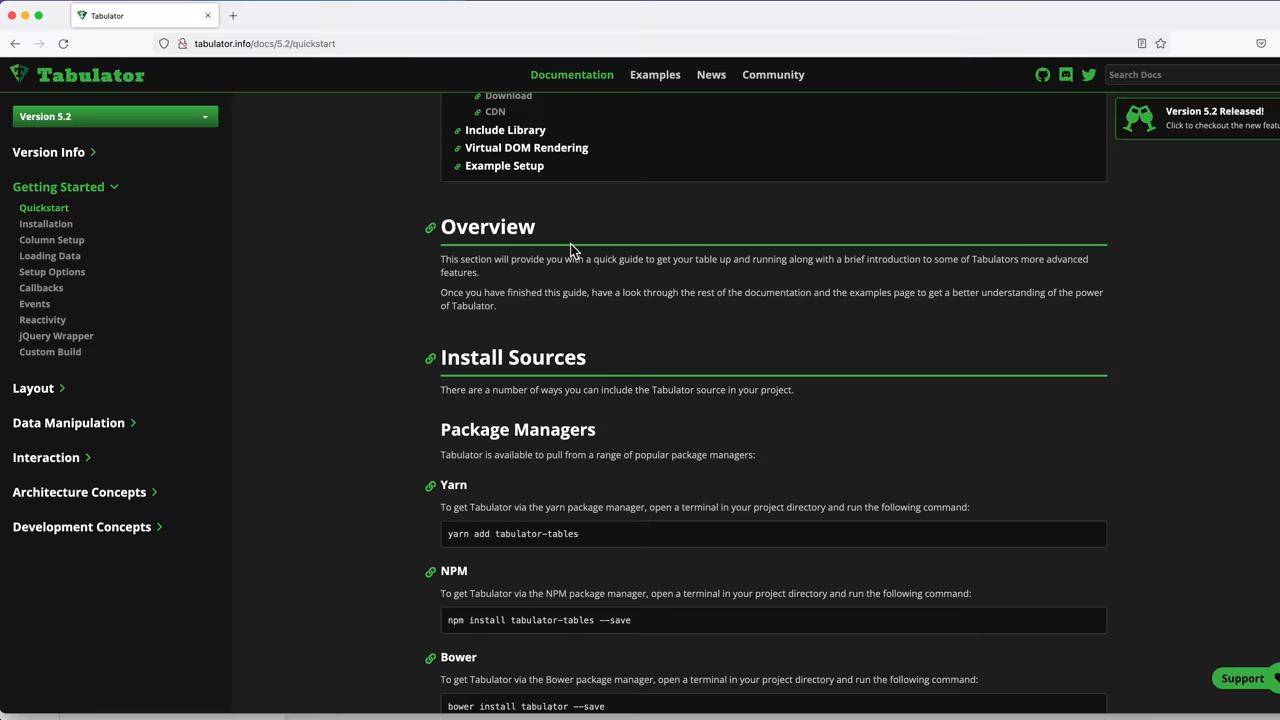 Tabulator
tabulator.info/docs/5.2/quickstart
Tabulator
Documentation
Examples
News
Community
Search Docs
Version 5.2
Version 5.2 Released!
Click to checkout the new
Version Info
Getting Started
Quickstart
Installation
Column Setup
Loading Data
Setup Options
Callbacks
Events
Reactivity
jQuery Wrapper
Custom Build
Layout
Data Manipulation
Interaction
Architecture Concepts
Development Concepts
Download
CDN
Include Library
Virtual DOM Rendering
Example Setup
Overview
This section will provide you with a quick guide to get your table up and running along with a brief introduction to some of Tabulators more advanced
features.
Once you have finished this guide, have a look through the rest of the documentation and the examples page to get a better understanding of the power
of Tabulator.
Install Sources
There are a number of ways you can include the Tabulator source in your project.
Package Managers
Tabulator is available to pull from a range of popular package managers:
Yarn
To get Tabulator via the yarn package manager, open a terminal in your project directory and run the following command:
yarn add tabulator-tables
NPM
To get Tabulator via the NPM package manager, open a terminal in your project directory and run the following command:
npm install tabulator-tables --save
Bower
To get Tabulator via the Bower package manager, open a terminal in your project directory and run the following command:
bower install tabulator --save
Support